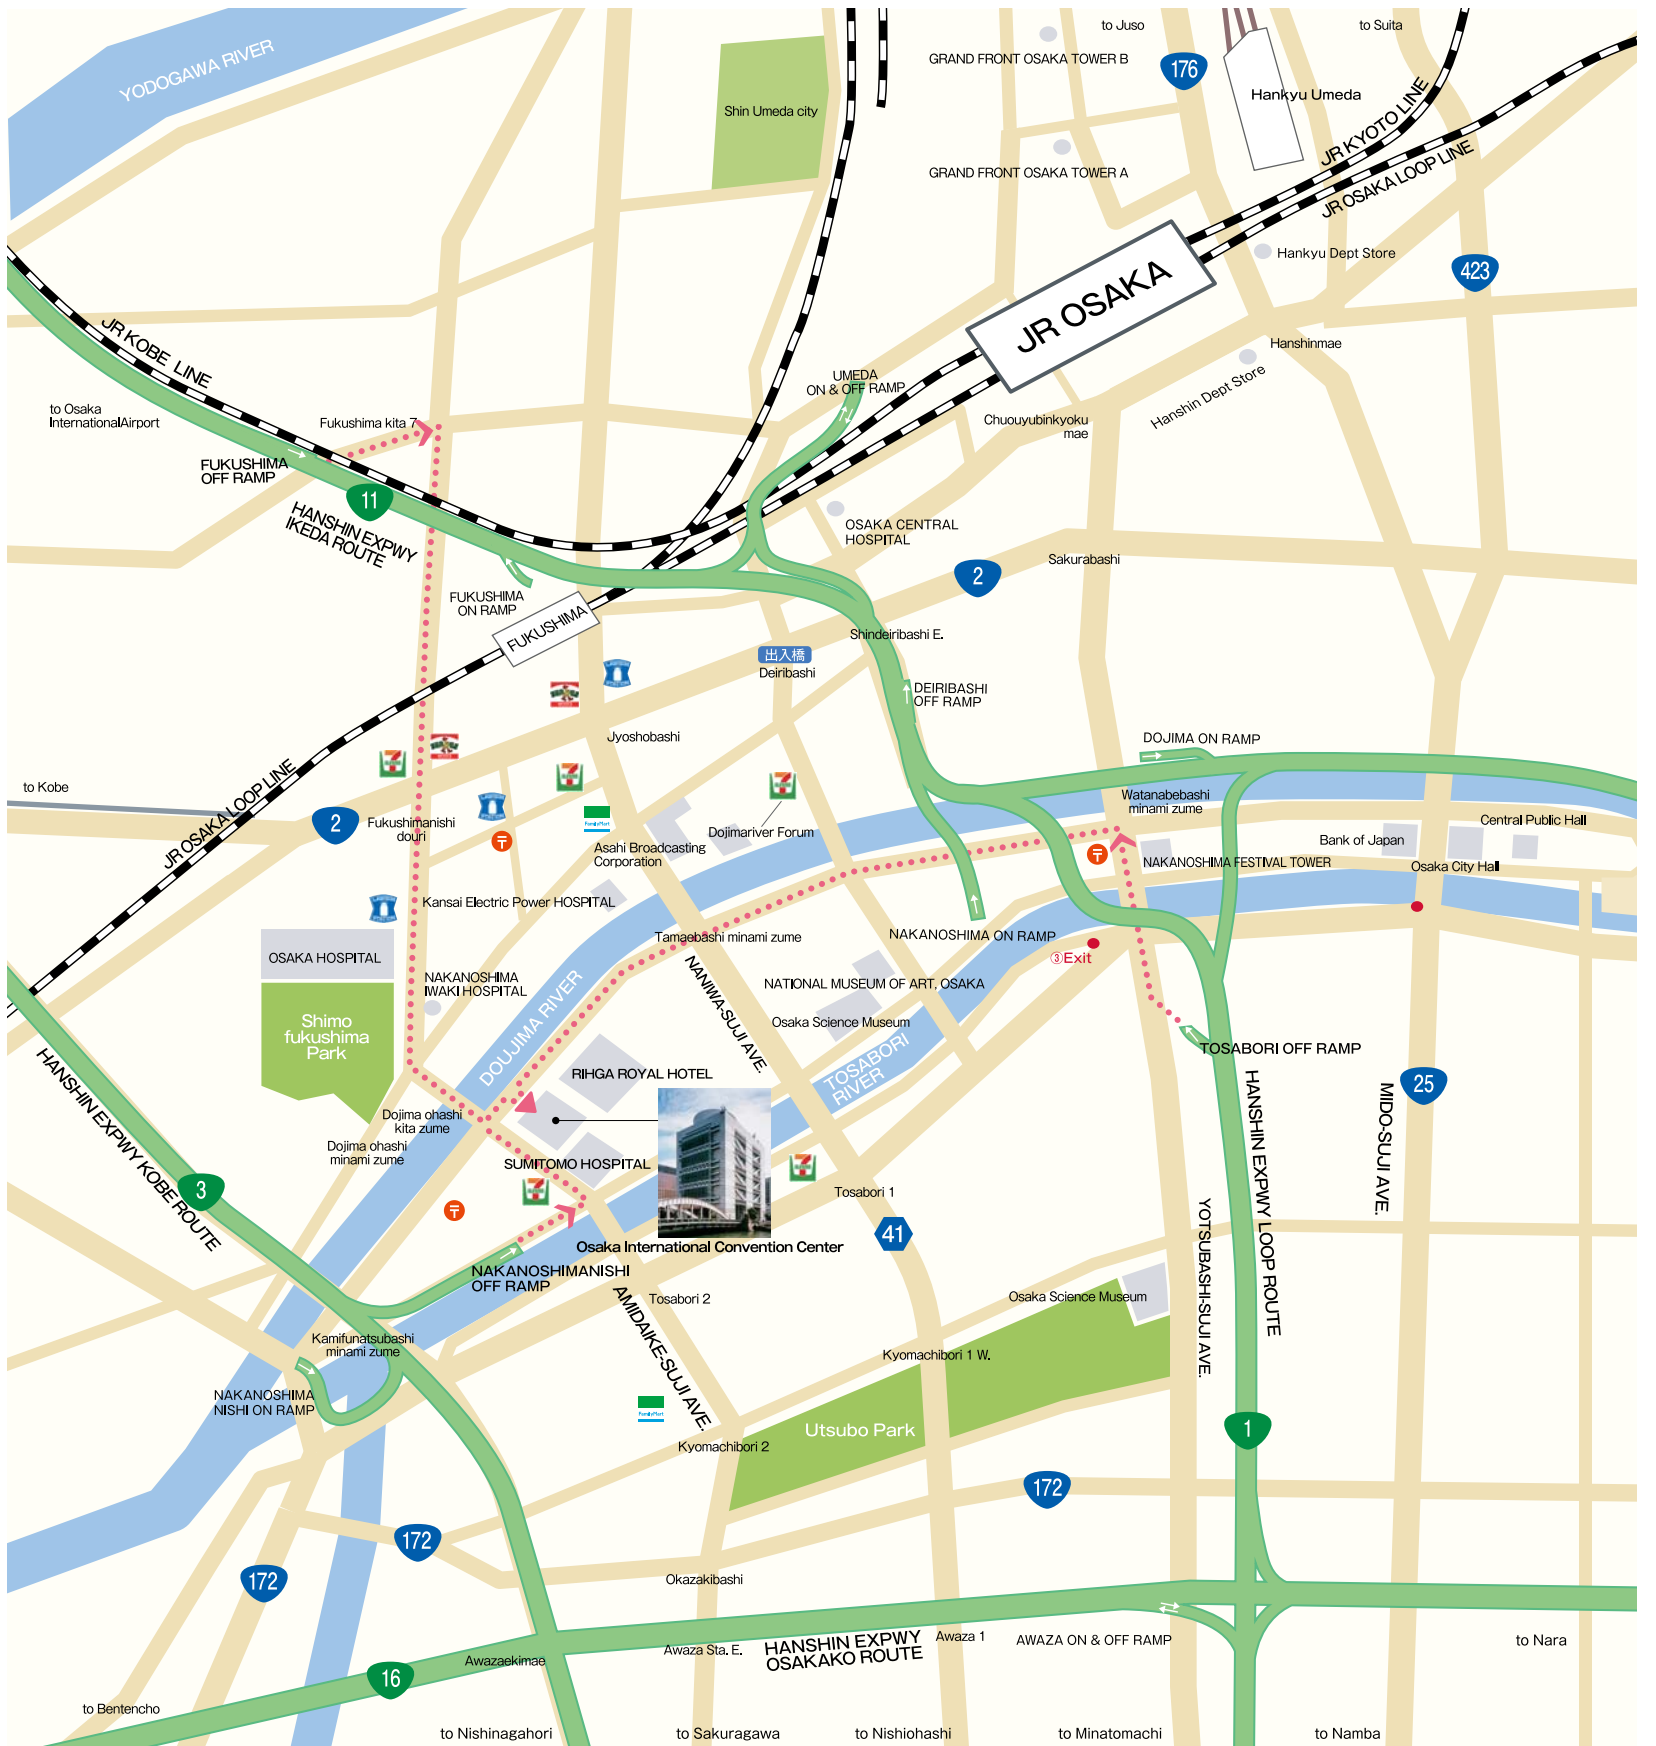 to Juso
to Suita
YODOGAWA RIVER
GRAND FRONT OSAKA TOWER B
176
Hankyu Umeda
Shin Umeda city
JR KYOTO LINE
GRAND FRONT OSAKA TOWER A
JR OSAKA LOOP LINE
Hankyu Dept Store
423
JR OSAKA
JR KOBE LINE
Hanshinmae
UMEDA
ON & OFF RAMP
Hanshin Dept Store
to Osaka
InternationalAirport
Fukushima kita 7
Chuouyubinkyoku
mae
FUKUSHIMA
OFF RAMP
11
HANSHIN EXPWY
IKEDA ROUTE
OSAKA CENTRAL
HOSPITAL
Sakurabashi
2
FUKUSHIMA
ON RAMP
FUKUSHIMA
Shindeiribashi E.
出入橋
Deiribashi
DEIRIBASHI
OFF RAMP
Jyoshobashi
DOJIMA ON RAMP
to Kobe
JR OSAKA LOOP LINE
Watanabebashi
minami zume
2
Fukushimanishi
douri
FamilyMart
Dojimariver Forum
Central Public Hall
Bank of Japan
Asahi Broadcasting
Corporation
NAKANOSHIMA FESTIVAL TOWER
Osaka City Hall
Kansai Electric Power HOSPITAL
Tamaebashi minami zume
NAKANOSHIMA ON RAMP
③Exit
OSAKA HOSPITAL
NAKANOSHIMA
IWAKI HOSPITAL
NATIONAL MUSEUM OF ART, OSAKA
NANIWA-SUJI AVE.
DOUJIMA RIVER
Osaka Science Museum
Shimo
fukushima
Park
TOSABORI OFF RAMP
TOSABORI
RIVER
RIHGA ROYAL HOTEL
25
HANSHIN EXPWY KOBE ROUTE
HANSHIN EXPWY LOOP ROUTE
MIDO-SUJI AVE.
Dojima ohashi
kita zume
Dojima ohashi
minami zume
SUMITOMO HOSPITAL
3
Tosabori 1
YOTSUBASHI-SUJI AVE.
41
Osaka International Convention Center
NAKANOSHIMANISHI
OFF RAMP
Tosabori 2
AMIDAIKE-SUJI AVE.
Osaka Science Museum
Kamifunatsubashi
minami zume
Kyomachibori 1 W.
NAKANOSHIMA
NISHI ON RAMP
FamilyMart
Utsubo Park
1
Kyomachibori 2
172
172
172
Okazakibashi
Awaza Sta. E.
HANSHIN EXPWY
OSAKAKO ROUTE
Awaza 1
AWAZA ON & OFF RAMP
to Nara
Awazaekimae
16
to Bentencho
to Nishinagahori
to Sakuragawa
to Nishiohashi
to Minatomachi
to Namba